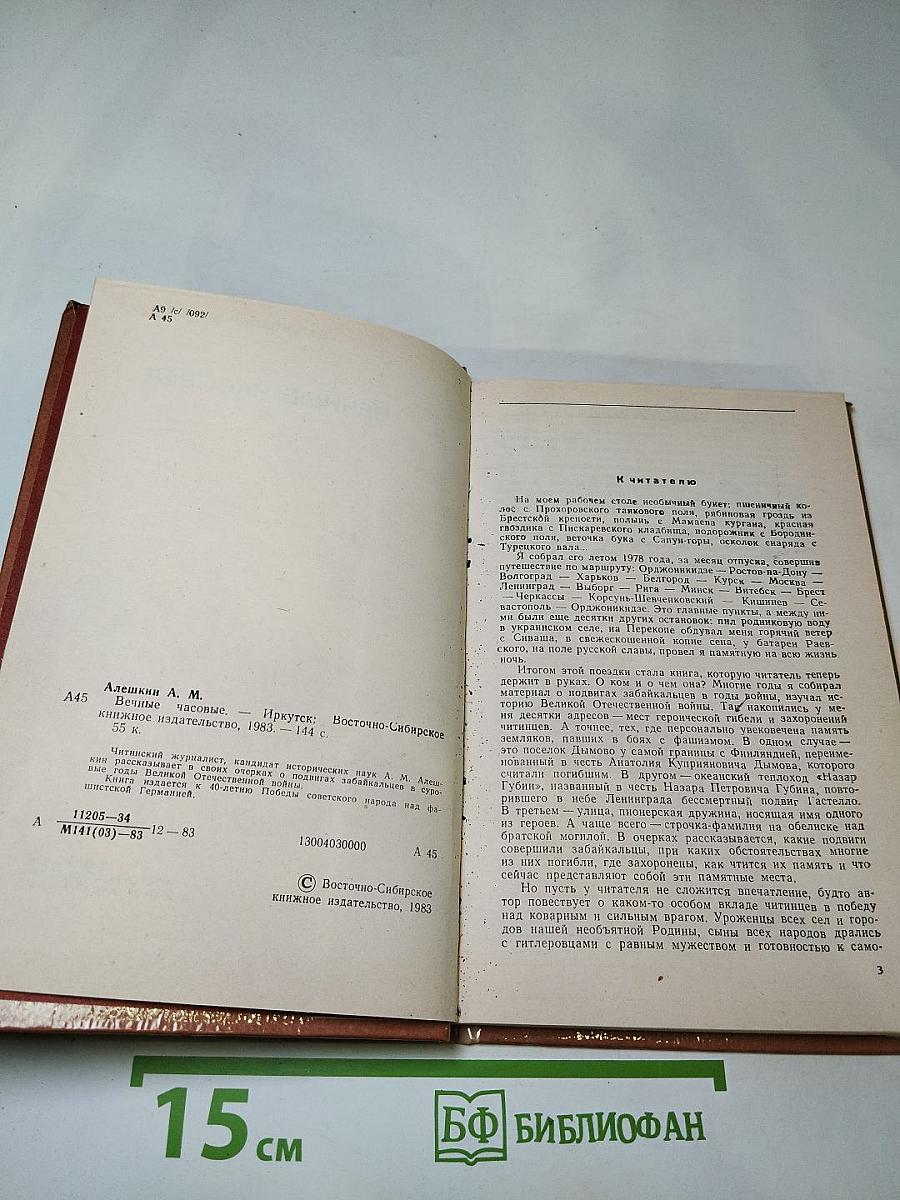 А9 /с/ /092/
А 45
Алешкин А. М.
А45 Вечные часовые. — Иркутск: Восточно-Сибирское
книжное издательство, 1983. — 144 с.
55 к.
Читинский журналист, кандидат исторических наук А. М. Алеш-
кин рассказывает в своих очерках о подвигах забайкальцев в суро-
вые годы Великой Отечественной войны.
Книга издается к 40-летию Победы советского народа над фа-
шистской Германией.
А 11205—34
М141(03)—83 12—83
13004030000 А 45
© Восточно-Сибирское
книжное издательство, 1983
К читателю
На моем рабочем столе необычный букет: пшеничный ко-
лос с Прохоровского танкового поля, рябиновая гроздь из
Брестской крепости, полынь с Мамаева кургана, красная
гвоздика с Пискаревского кладбища, подорожник с Бородин-
ского поля, веточка бука с Сапун-горы, осколок снаряда с
Турецкого вала...
Я собрал его летом 1978 года, за месяц отпуска, совершив
путешествие по маршруту: Орджоникидзе — Ростов-на-Дону —
Волгоград — Харьков — Белгород — Курск — Москва —
Ленинград — Выборг — Рига — Минск — Витебск — Брест
— Черкассы — Корсунь-Шевченковский — Кишинев — Се-
вастополь — Орджоникидзе. Это главные пункты, а между ни-
ми были еще десятки других остановок: пил родниковую воду
в украинском селе, на Перекопе обдувал меня горячий ветер
с Сиваша, в свежескошенной копне сена, у батареи Раев-
ского, на поле русской славы, провел я памятную на всю жизнь
ночь.
Итогом этой поездки стала книга, которую читатель теперь
держит в руках. О ком и о чем она? Многие годы я собирал
материал о подвигах забайкальцев в годы войны, изучал ис-
торию Великой Отечественной войны. Так накопились у ме-
ня десятки адресов — мест героической гибели и захоронений
читинцев. А точнее, тех, где персонально увековечена память
земляков, павших в боях с фашизмом. В одном случае —
это поселок Дымово у самой границы с Финляндией, переиме-
нованный в честь Анатолия Куприяновича Дымова, которого
считали погибшим. В другом — океанский теплоход «Назар
Губин», названный в честь Назара Петровича Губина, повто-
рившего в небе Ленинграда бессмертный подвиг Гастелло.
В третьем — улица, пионерская дружина, носящая имя одного
из героев. А чаще всего — строчка-фамилия на обелиске над
братской могилой. В очерках рассказывается, какие подвиги
совершили забайкальцы, при каких обстоятельствах многие
из них погибли, где захоронены, как чтится их память и что
сейчас представляют собой эти памятные места.
Но пусть у читателя не сложится впечатление, будто ав-
тор повествует о каком-то особом вкладе читинцев в победу
над коварным и сильным врагом. Уроженцы всех сел и горо-
дов нашей необъятной Родины, сыны всех народов дрались
с гитлеровцами с равным мужеством и готовностью к само-
3
15 см
БФ БИБЛИОФАН